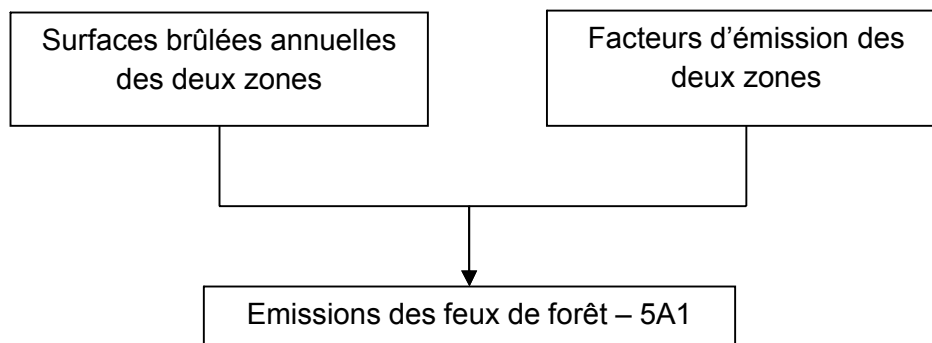 Surfaces brûlées annuelles
des deux zones
Facteurs d’émission des
deux zones
Emissions des feux de forêt – 5A1